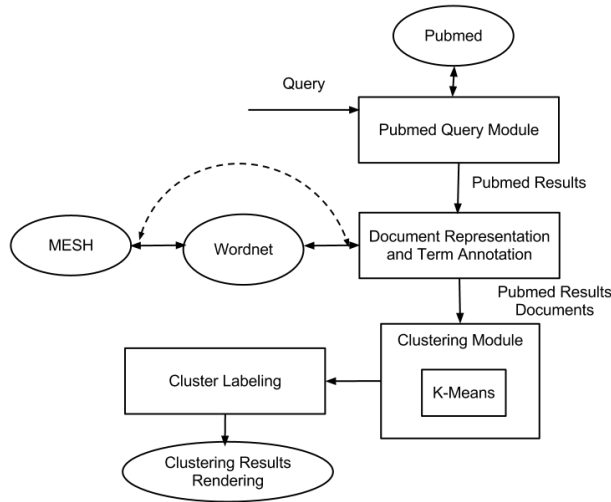 Pubmed
Query
Pubmed Query Module
Pubmed Results
MESH
Wordnet
Document Representation
and Term Annotation
Pubmed Results
Documents
Clustering Module
K-Means
Cluster Labeling
Clustering Results
Rendering